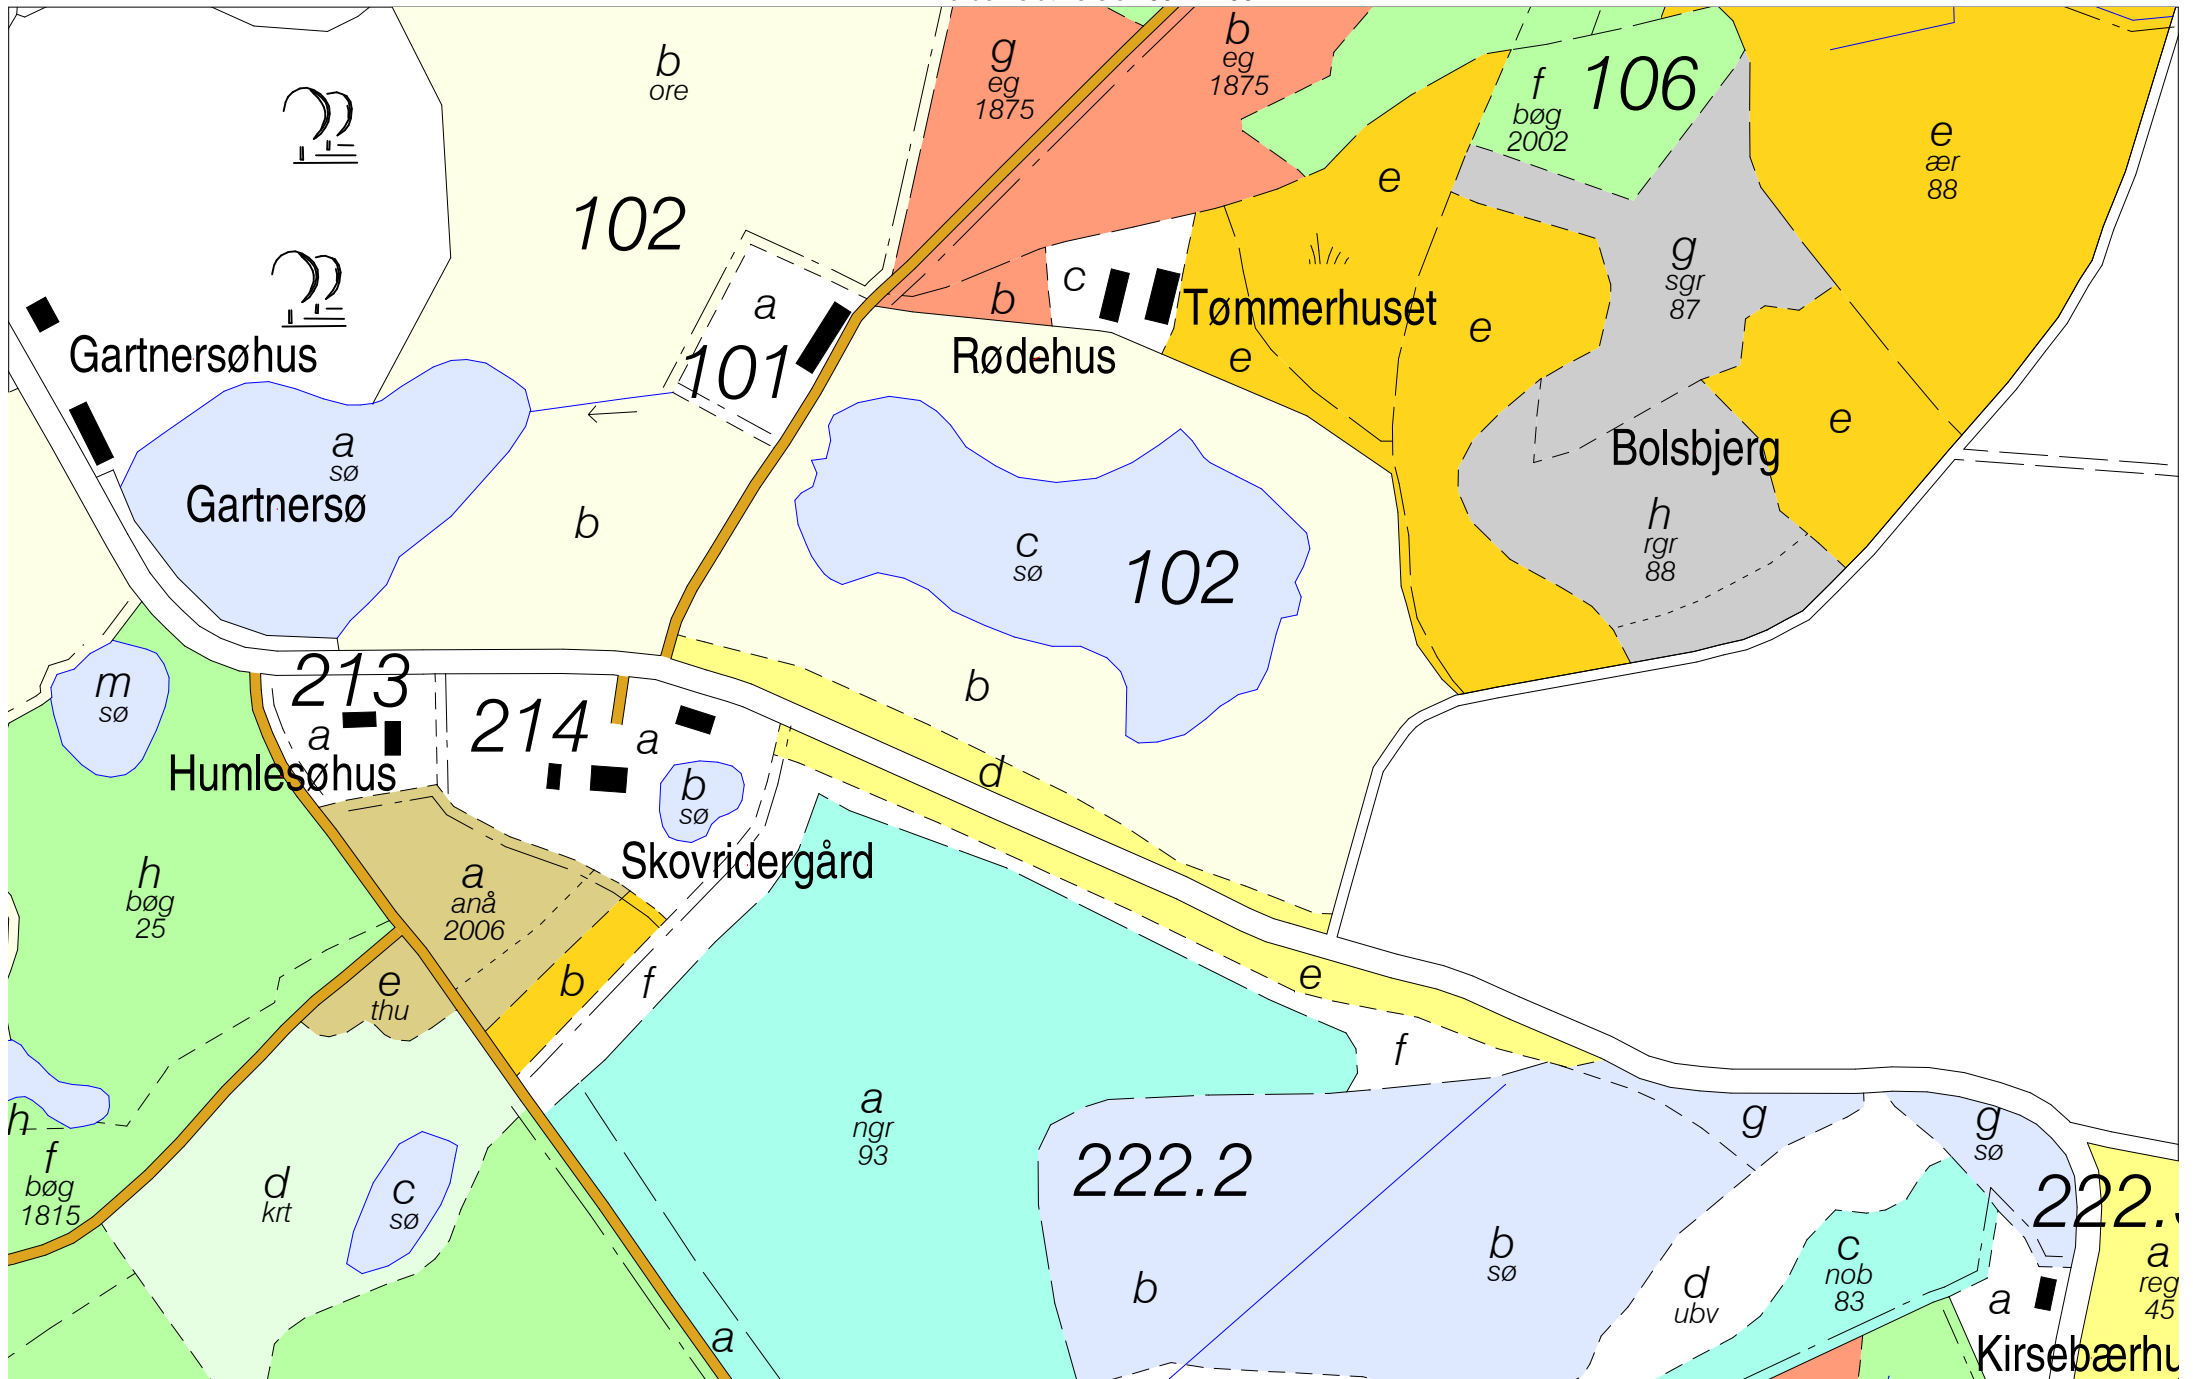 b
ore
g
eg
1875
b
eg
1875
f
bøg
2002
106
e
ær
88
e
102
g
sgr
87
a
101
c
b
Tømmerhuset
e
e
Rødehus
Gartnersøhus
e
Bolsbjerg
a
sø
Gartnersø
b
c
sø
102
h
rgr
88
m
sø
213
a
Humlesøhus
214
a
b
sø
Skovridergård
b
d
h
bøg
25
a
anå
2006
e
thu
b
f
e
f
h
f
bøg
1815
d
krt
c
sø
a
ngr
93
222.2
b
b
sø
g
g
sø
d
ubv
c
nob
83
222.
a
reg
45
a
Kirsebærhu
a